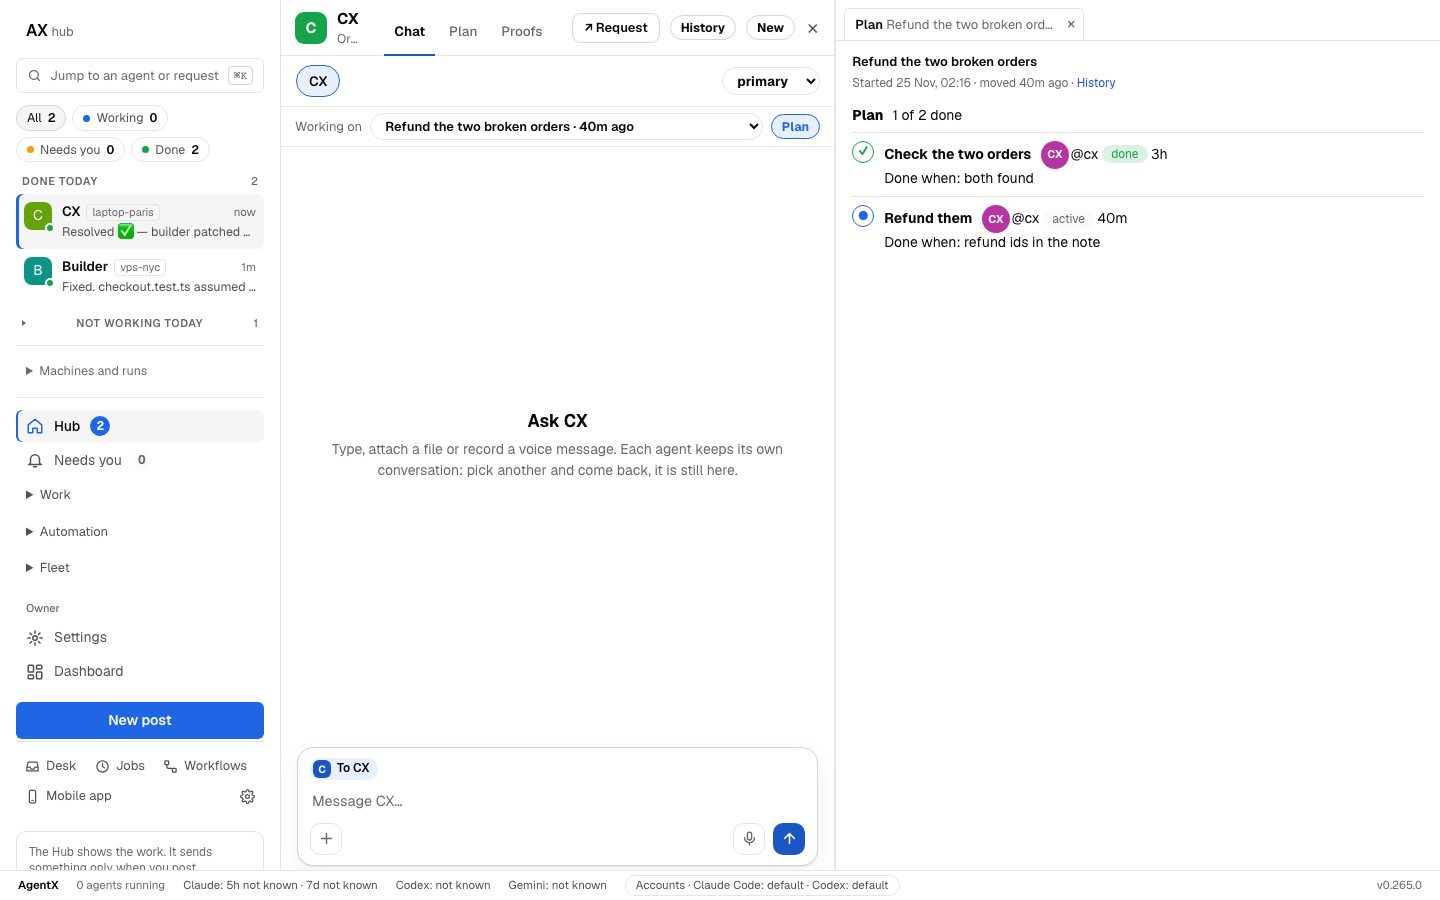 AX hub
Jump to an agent or request ⌘K
All 2
Working 0
Needs you 0
Done 2
DONE TODAY 2
C
CX laptop-paris now
Resolved ✅ — builder patched ...
B
Builder vps-nyc 1m
Fixed. checkout.test.ts assumed ...
NOT WORKING TODAY 1
Machines and runs
Hub 2
Needs you 0
Work
Automation
Fleet
Owner
Settings
Dashboard
New post
Desk
Jobs
Workflows
Mobile app
The Hub shows the work. It sends
something only when you post
C
CX
Or...
Chat
Plan
Proofs
↗ Request
History
New
×
CX
primary
Working on
Refund the two broken orders · 40m ago
Plan
Ask CX
Type, attach a file or record a voice message. Each agent keeps its own
conversation: pick another and come back, it is still here.
C To CX
Message CX...
Plan Refund the two broken ord... ×
Refund the two broken orders
Started 25 Nov, 02:16 · moved 40m ago · History
Plan 1 of 2 done
Check the two orders CX @cx done 3h
Done when: both found
Refund them CX @cx active 40m
Done when: refund ids in the note
AgentX
0 agents running
Claude: 5h not known · 7d not known
Codex: not known
Gemini: not known
Accounts · Claude Code: default · Codex: default
v0.265.0